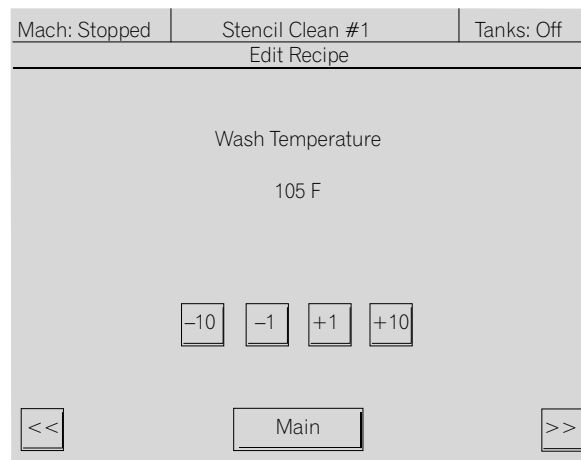 Mach: Stopped Stencil Clean #1 Tanks: Off
Edit Recipe
Wash Temperature
105 F
–10 –1 +1 +10
<< Main >>